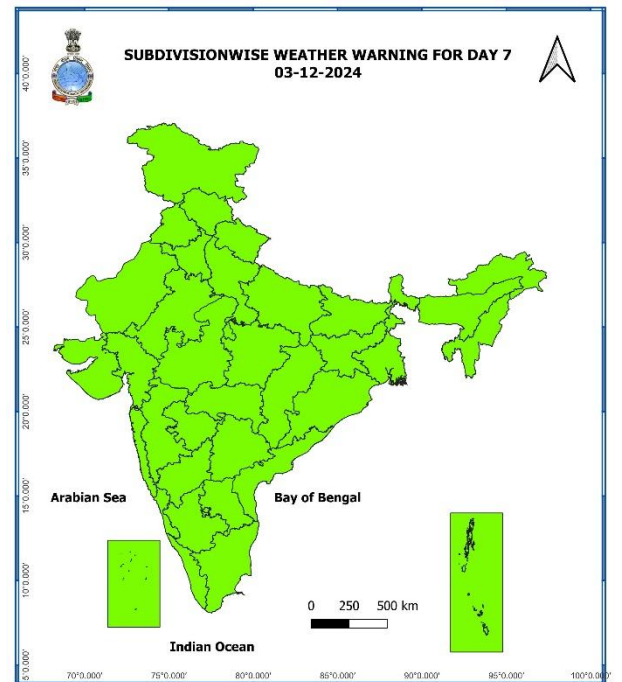 SUBDIVISIONWISE WEATHER WARNING FOR DAY 7
03-12-2024
40°0.000'
35°0.000'
30°0.000'
25°0.000'
20°0.000'
15°0.000'
10°0.000'
5°0.000'
Arabian Sea
Bay of Bengal
0 250 500 km
Indian Ocean
70°0.000' 75°0.000' 80°0.000' 85°0.000' 90°0.000' 95°0.000' 100°0.000'